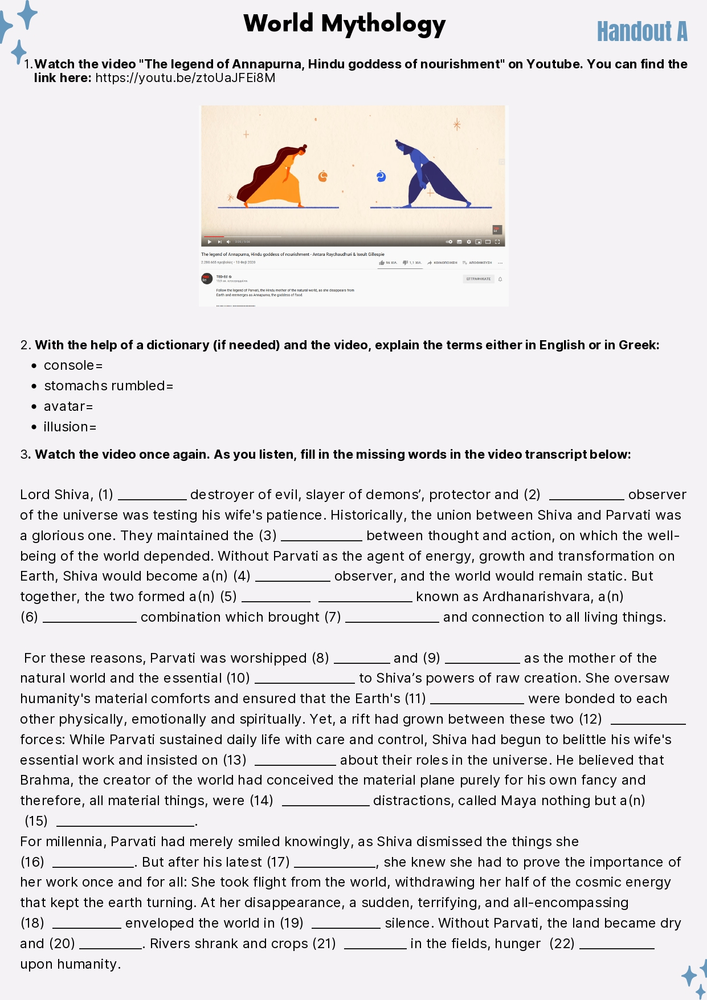 World Mythology
Handout A
1. Watch the video "The legend of Annapurna, Hindu goddess of nourishment" on Youtube. You can find the
link here: https://youtu.be/ztoUaJFEi8M
The legend of Annapurna, Hindu goddess of nourishment - Antara Raychaudhuri & Iseult Gillespie
2.280.665 προβολές • 13 Φεβ 2020
96 ΧΙΛ. 1,1 ΧΙΛ. ΚΟΙΝΟΠΟΙΗΣΗ ΑΠΟΘΗΚΕΥΣΗ ...
TED-Ed
ΕΓΓΡΑΦΗΚΑΤΕ
Follow the legend of Parvati, the Hindu mother of the natural world, as she disappears from
Earth and reemerges as Annapurna, the goddess of food.
2. With the help of a dictionary (if needed) and the video, explain the terms either in English or in Greek:
• console=
• stomachs rumbled=
• avatar=
• illusion=
3. Watch the video once again. As you listen, fill in the missing words in the video transcript below:
Lord Shiva, (1) ___________ destroyer of evil, slayer of demons’, protector and (2) ____________ observer
of the universe was testing his wife's patience. Historically, the union between Shiva and Parvati was
a glorious one. They maintained the (3) _____________ between thought and action, on which the well-
being of the world depended. Without Parvati as the agent of energy, growth and transformation on
Earth, Shiva would become a(n) (4) ____________ observer, and the world would remain static. But
together, the two formed a(n) (5) ___________ _______________ known as Ardhanarishvara, a(n)
(6) _______________ combination which brought (7) _______________ and connection to all living things.
For these reasons, Parvati was worshipped (8) _________ and (9) ____________ as the mother of the
natural world and the essential (10) ________________ to Shiva’s powers of raw creation. She oversaw
humanity's material comforts and ensured that the Earth's (11) _______________ were bonded to each
other physically, emotionally and spiritually. Yet, a rift had grown between these two (12) ____________
forces: While Parvati sustained daily life with care and control, Shiva had begun to belittle his wife's
essential work and insisted on (13) _____________ about their roles in the universe. He believed that
Brahma, the creator of the world had conceived the material plane purely for his own fancy and
therefore, all material things, were (14) ______________ distractions, called Maya nothing but a(n)
(15) ______________________.
For millennia, Parvati had merely smiled knowingly, as Shiva dismissed the things she
(16) _____________. But after his latest (17) _____________, she knew she had to prove the importance of
her work once and for all: She took flight from the world, withdrawing her half of the cosmic energy
that kept the earth turning. At her disappearance, a sudden, terrifying, and all-encompassing
(18) ___________ enveloped the world in (19) ___________ silence. Without Parvati, the land became dry
and (20) __________. Rivers shrank and crops (21) __________ in the fields, hunger (22) ____________
upon humanity.